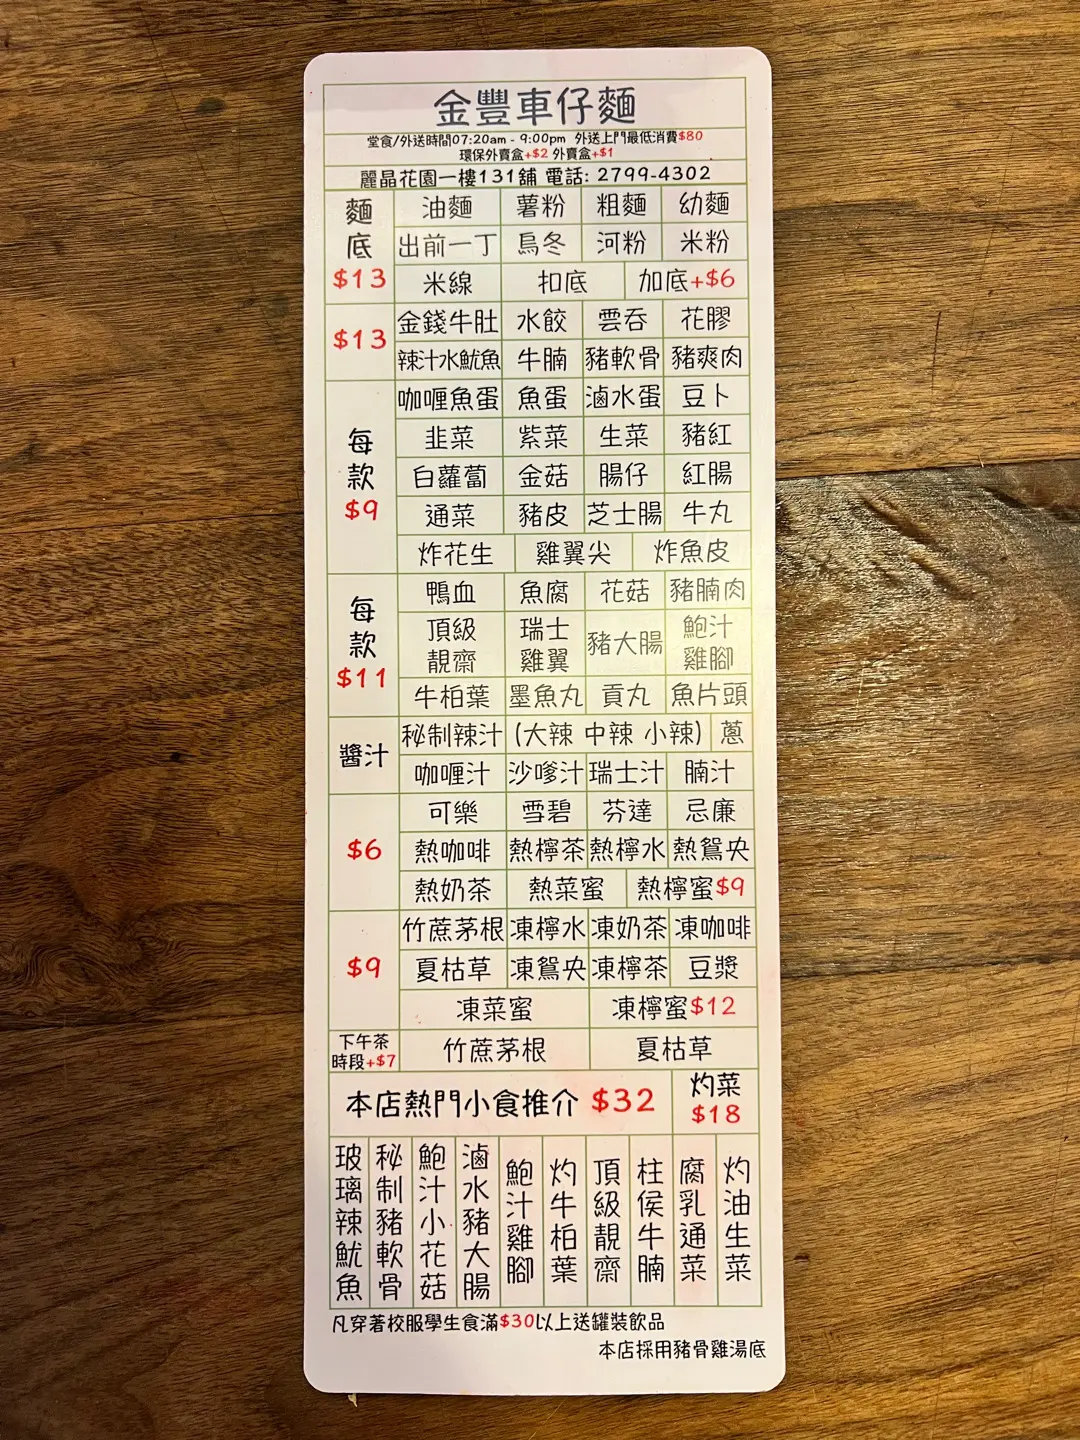 金豐車仔麵
堂食/外送時間07:20am - 9:00pm 外送上門最低消費$80
環保外賣盒+$2 外賣盒+$1
麗晶花園一樓131舖 電話: 2799-4302
麵底 $13
油麵 薯粉 粗麵 幼麵
出前一丁 烏冬 河粉 米粉
米線 扣底 加底+$6
$13
金錢牛肚 水餃 雲吞 花膠
辣汁水魷魚 牛腩 豬軟骨 豬爽肉
每款 $9
咖喱魚蛋 魚蛋 滷水蛋 豆卜
韭菜 紫菜 生菜 豬紅
白蘿蔔 金菇 腸仔 紅腸
通菜 豬皮 芝士腸 牛丸
炸花生 雞翼尖 炸魚皮
每款 $11
鴨血 魚腐 花菇 豬腩肉
頂級靚齋 瑞士雞翼 豬大腸 鮑汁雞腳
牛柏葉 墨魚丸 貢丸 魚片頭
醬汁
秘制辣汁 (大辣 中辣 小辣) 蔥
咖喱汁 沙嗲汁 瑞士汁 腩汁
$6
可樂 雪碧 芬達 忌廉
熱咖啡 熱檸茶 熱檸水 熱鴛央
熱奶茶 熱菜蜜 熱檸蜜$9
$9
竹蔗茅根 凍檸水 凍奶茶 凍咖啡
夏枯草 凍鴛央 凍檸茶 豆漿
凍菜蜜 凍檸蜜$12
下午茶時段+$7
竹蔗茅根 夏枯草
本店熱門小食推介 $32
灼菜 $18
玻璃辣魷魚
秘制豬軟骨
鮑汁小花菇
滷水豬大腸
鮑汁雞腳
灼牛柏葉
頂級靚齋
柱侯牛腩
腐乳通菜
灼油生菜
凡穿著校服學生食滿$30以上送罐裝飲品
本店採用豬骨雞湯底